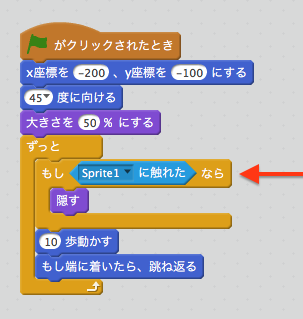 がクリックされたとき
x座標を -200 、y座標を -100 にする
45 度に向ける
大きさを 50 % にする
ずっと
もし Sprite1 に触れた なら
隠す
10 歩動かす
もし端に着いたら、跳ね返る